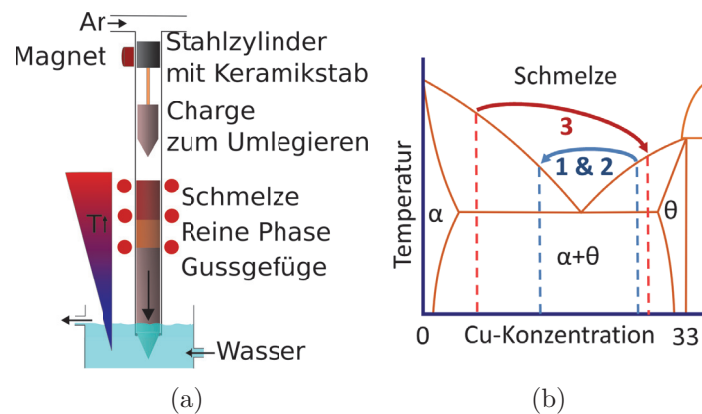 Ar
Magnet
Stahlzylinder
mit Keramikstab
Charge
zum Umlegieren
T↑
Schmelze
Reine Phase
Gussgefüge
Wasser
(a)
Temperatur
Schmelze
3
1 & 2
α
θ
α+θ
0
Cu-Konzentration
33
(b)